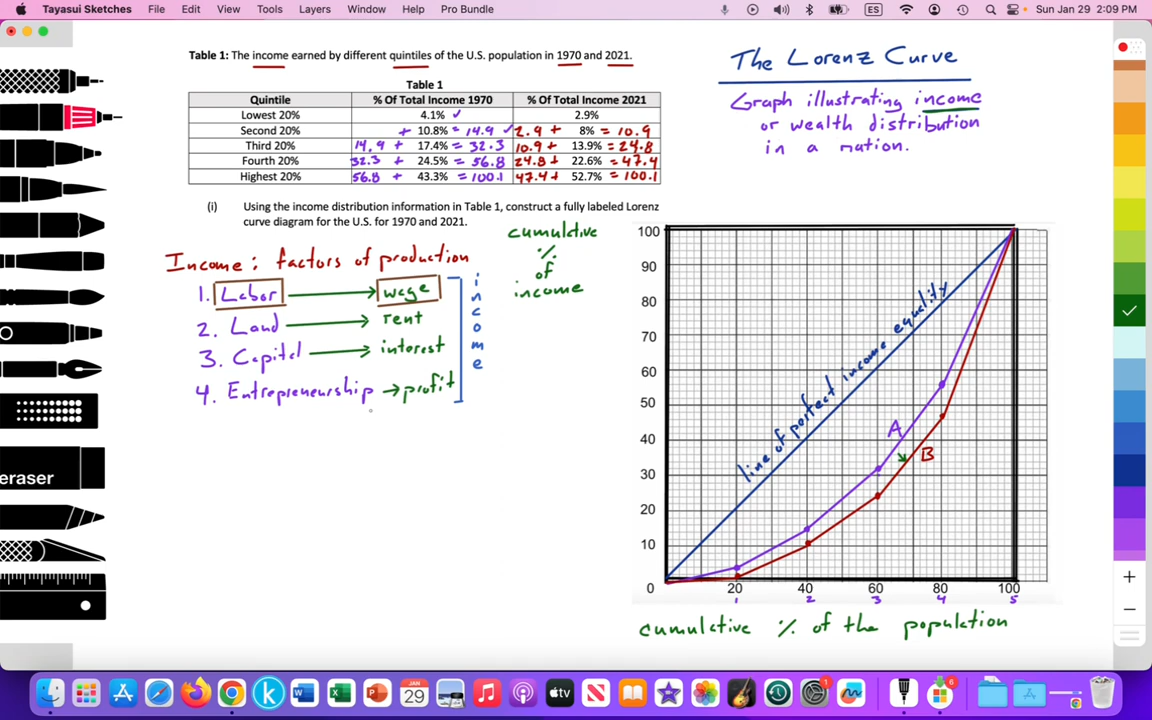 Tayasui Sketches File Edit View Tools Layers Window Help Pro Bundle ES Sun Jan 29 2:09 PM
Table 1: The income earned by different quintiles of the U.S. population in 1970 and 2021.
Table 1
Quintile % Of Total Income 1970 % Of Total Income 2021
Lowest 20% 4.1% ✓ 2.9%
Second 20% + 10.8% = 14.9 ✓ 2.9 + 8% = 10.9
Third 20% 14.9 + 17.4% = 32.3 10.9 + 13.9% = 24.8
Fourth 20% 32.3 + 24.5% = 56.8 24.8 + 22.6% = 47.4
Highest 20% 56.8 + 43.3% = 100.1 47.4 + 52.7% = 100.1
The Lorenz Curve
Graph illustrating income
or wealth distribution
in a nation.
(i) Using the income distribution information in Table 1, construct a fully labeled Lorenz
curve diagram for the U.S. for 1970 and 2021.
Income: factors of production
1. Labor → wage
2. Land → rent
3. Capital → interest
4. Entrepreneurship → profit
income
cumulative
%
of
income
100
90
80
70
60
50
40
30
20
10
0 20 40 60 80 100
1 2 3 4 5
line of perfect income equality
A
B
cumulative % of the population
eraser
JAN
29
1
6